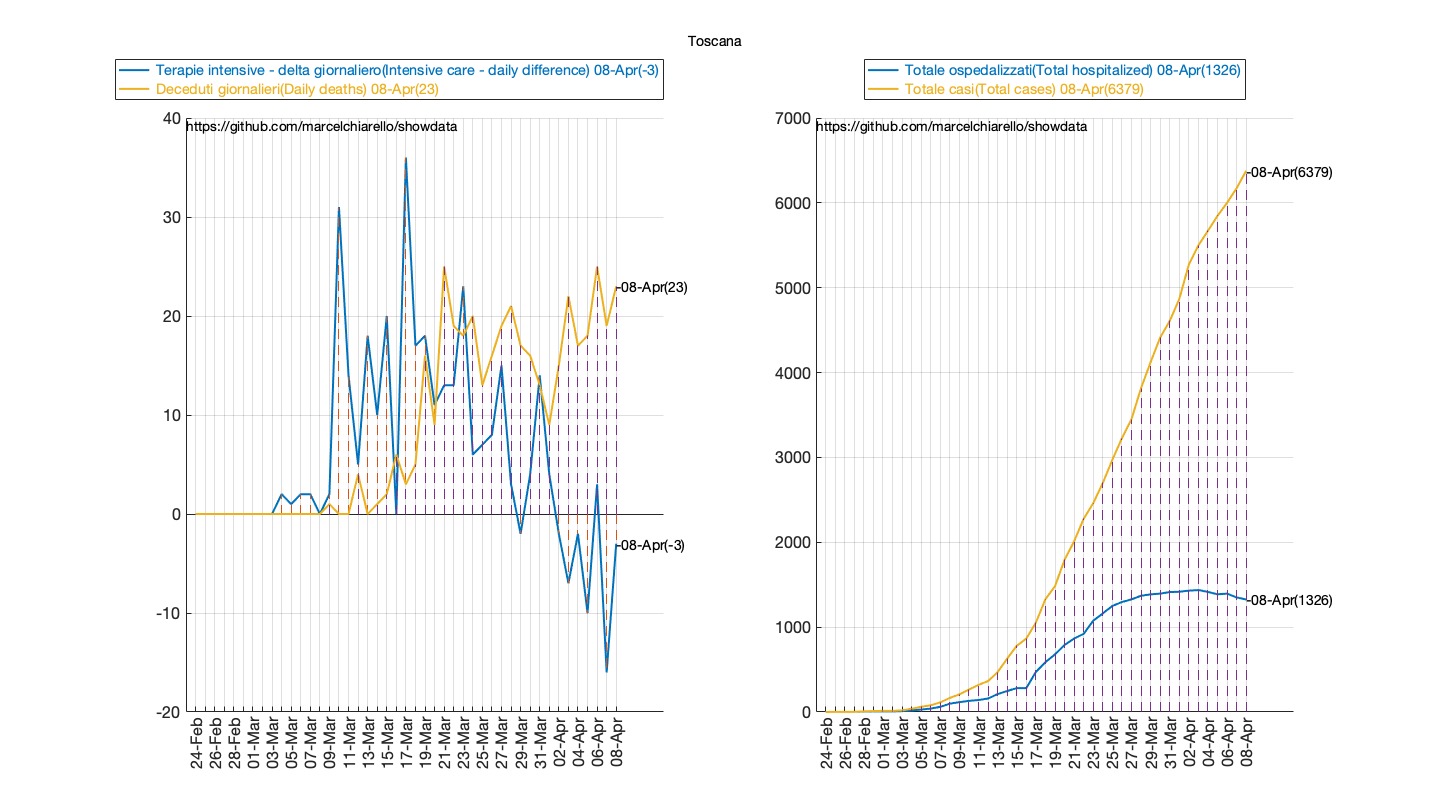 Toscana
Terapie intensive - delta giornaliero(Intensive care - daily difference) 08-Apr(-3)
Deceduti giornalieri(Daily deaths) 08-Apr(23)
40
https://github.com/marcelchiarello/showdata
30
20
10
0
-10
-20
-08-Apr(23)
-08-Apr(-3)
24-Feb
26-Feb
28-Feb
01-Mar
03-Mar
05-Mar
07-Mar
09-Mar
11-Mar
13-Mar
15-Mar
17-Mar
19-Mar
21-Mar
23-Mar
25-Mar
27-Mar
29-Mar
31-Mar
02-Apr
04-Apr
06-Apr
08-Apr
Totale ospedalizzati(Total hospitalized) 08-Apr(1326)
Totale casi(Total cases) 08-Apr(6379)
7000
https://github.com/marcelchiarello/showdata
6000
5000
4000
3000
2000
1000
0
-08-Apr(6379)
-08-Apr(1326)
24-Feb
26-Feb
28-Feb
01-Mar
03-Mar
05-Mar
07-Mar
09-Mar
11-Mar
13-Mar
15-Mar
17-Mar
19-Mar
21-Mar
23-Mar
25-Mar
27-Mar
29-Mar
31-Mar
02-Apr
04-Apr
06-Apr
08-Apr